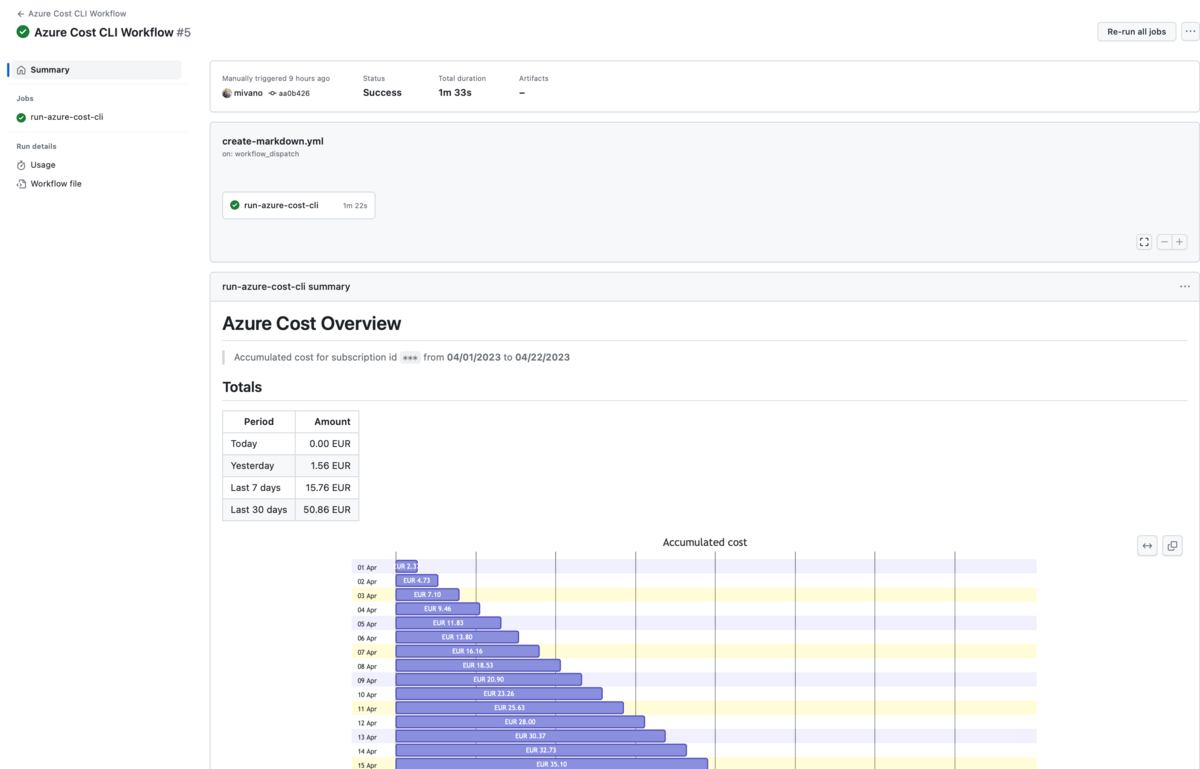 ← Azure Cost CLI Workflow
Azure Cost CLI Workflow #5
Re-run all jobs
Summary
Jobs
run-azure-cost-cli
Run details
Usage
Workflow file
Manually triggered 9 hours ago
mivano aa0b426
Status
Success
Total duration
1m 33s
Artifacts
–
create-markdown.yml
on: workflow_dispatch
run-azure-cost-cli 1m 22s
run-azure-cost-cli summary
Azure Cost Overview
Accumulated cost for subscription id *** from 04/01/2023 to 04/22/2023
Totals
Period Amount
Today 0.00 EUR
Yesterday 1.56 EUR
Last 7 days 15.76 EUR
Last 30 days 50.86 EUR
Accumulated cost
01 Apr
02 Apr EUR 4.73
03 Apr EUR 7.10
04 Apr EUR 9.46
05 Apr EUR 11.83
06 Apr EUR 13.80
07 Apr EUR 16.16
08 Apr EUR 18.53
09 Apr EUR 20.90
10 Apr EUR 23.26
11 Apr EUR 25.63
12 Apr EUR 28.00
13 Apr EUR 30.37
14 Apr EUR 32.73
15 Apr EUR 35.10